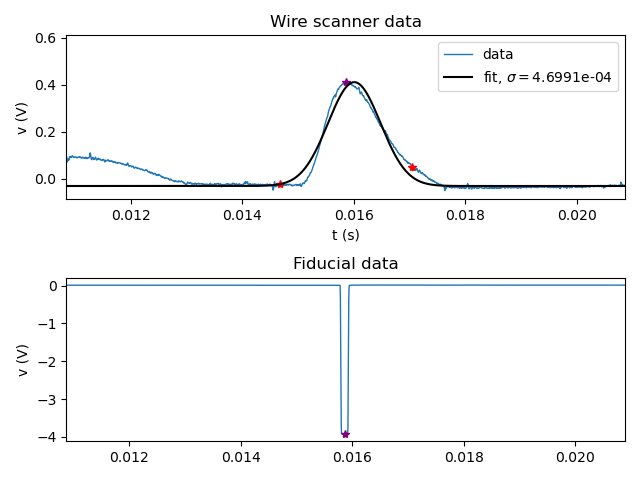 Wire scanner data
0.6
0.4
0.2
0.0
v (V)
data
fit, σ = 4.6991e-04
0.012 0.014 0.016 0.018 0.020
t (s)
Fiducial data
0
−1
−2
−3
−4
v (V)
0.012 0.014 0.016 0.018 0.020